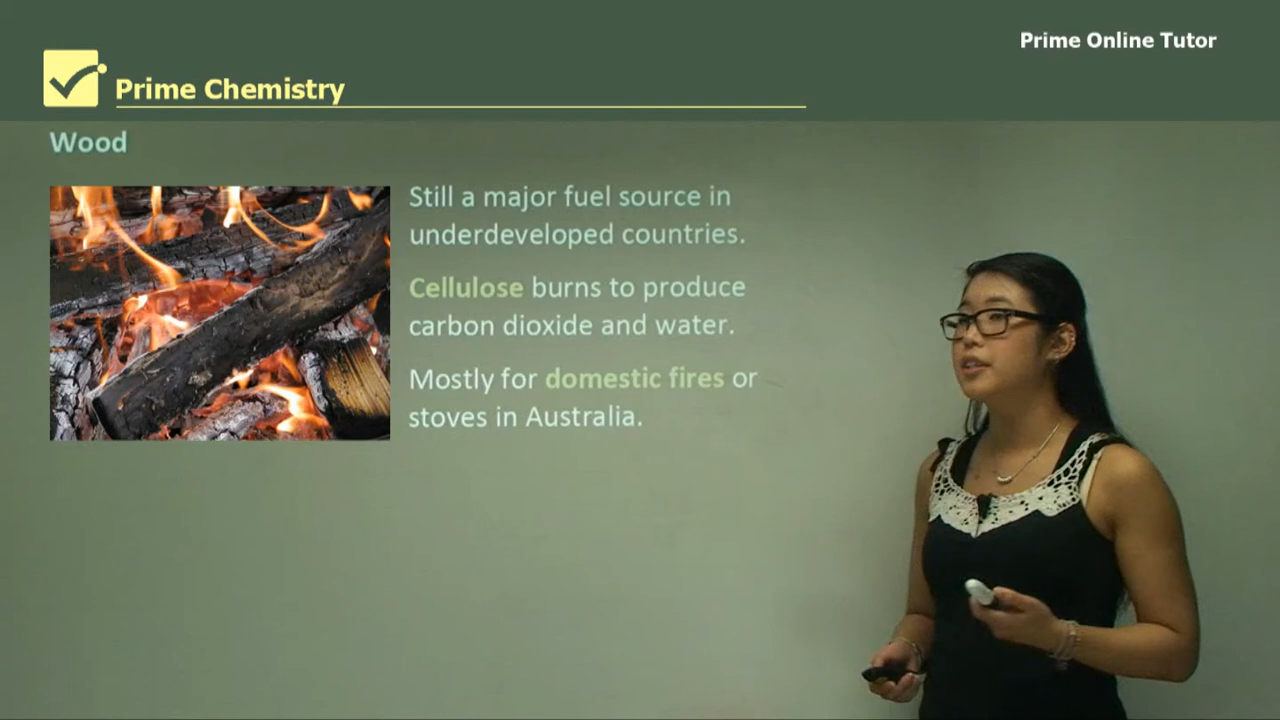 Prime Online Tutor
Prime Chemistry
Wood
Still a major fuel source in
underdeveloped countries.
Cellulose burns to produce
carbon dioxide and water.
Mostly for domestic fires or
stoves in Australia.